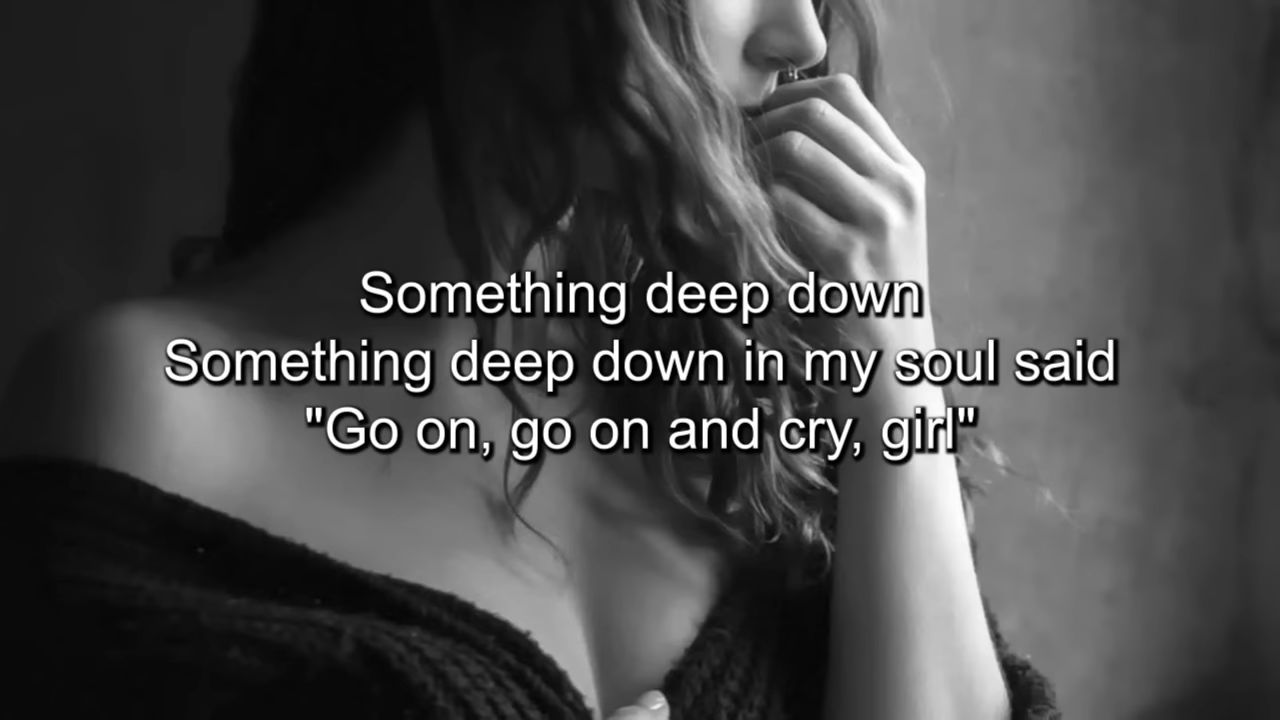 Something deep down
Something deep down in my soul said
"Go on, go on and cry, girl"